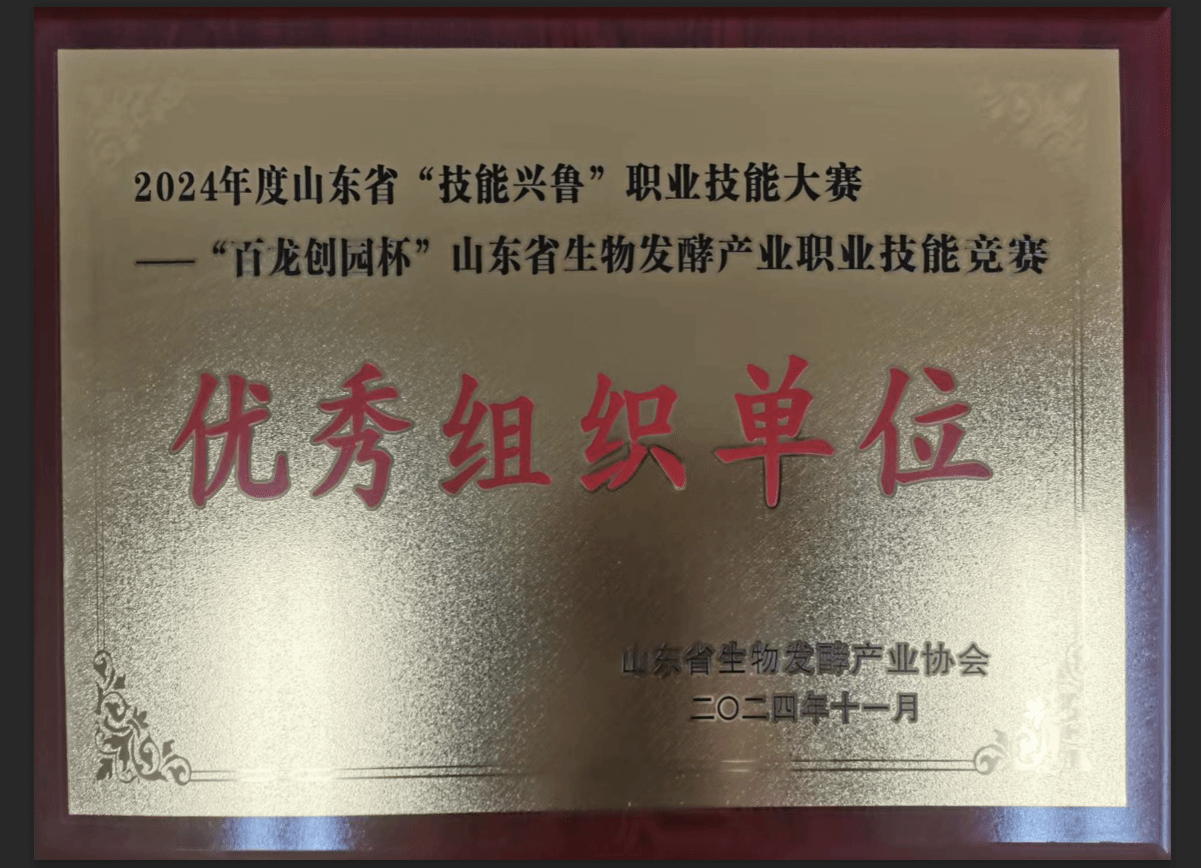 2024年度山东省“技能兴鲁”职业技能大赛
——“百龙创园杯”山东省生物发酵产业职业技能竞赛
优秀组织单位
山东省生物发酵产业协会
二〇二四年十一月